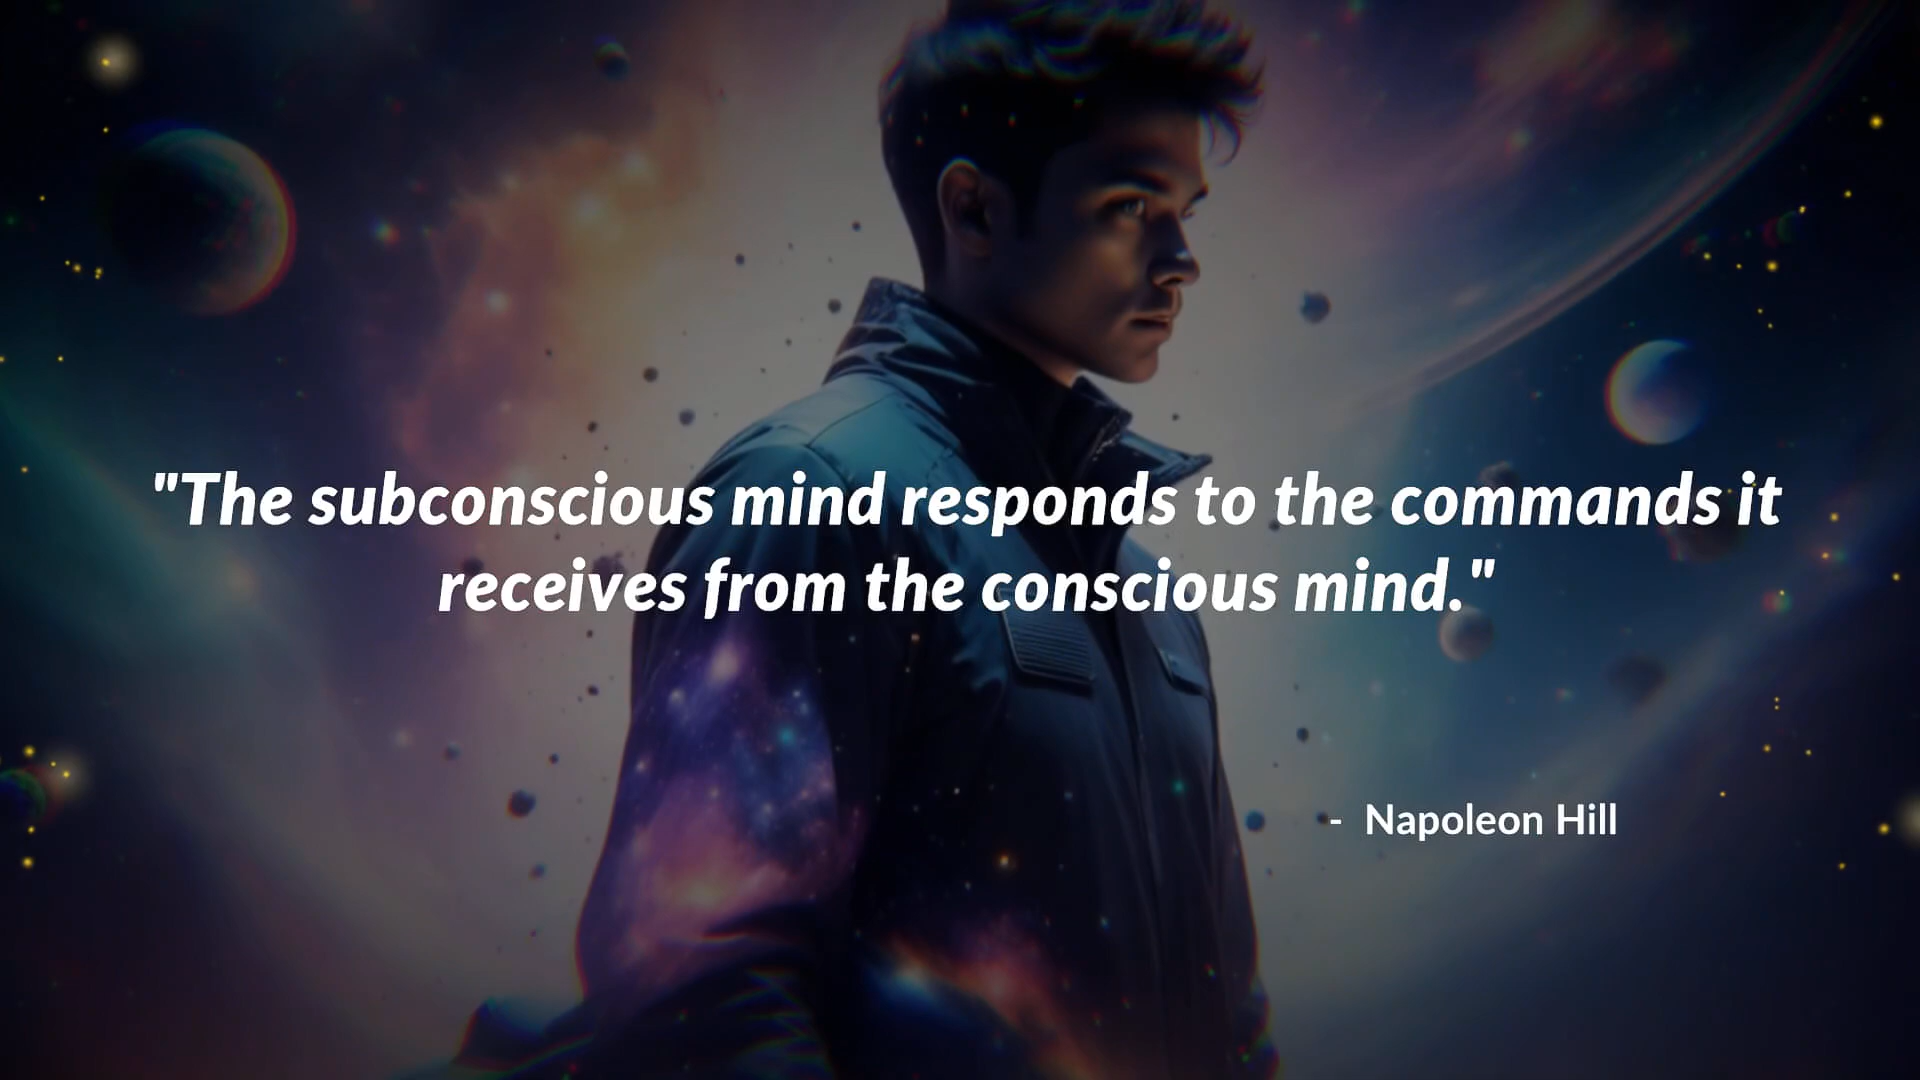 "The subconscious mind responds to the commands it
receives from the conscious mind."
- Napoleon Hill